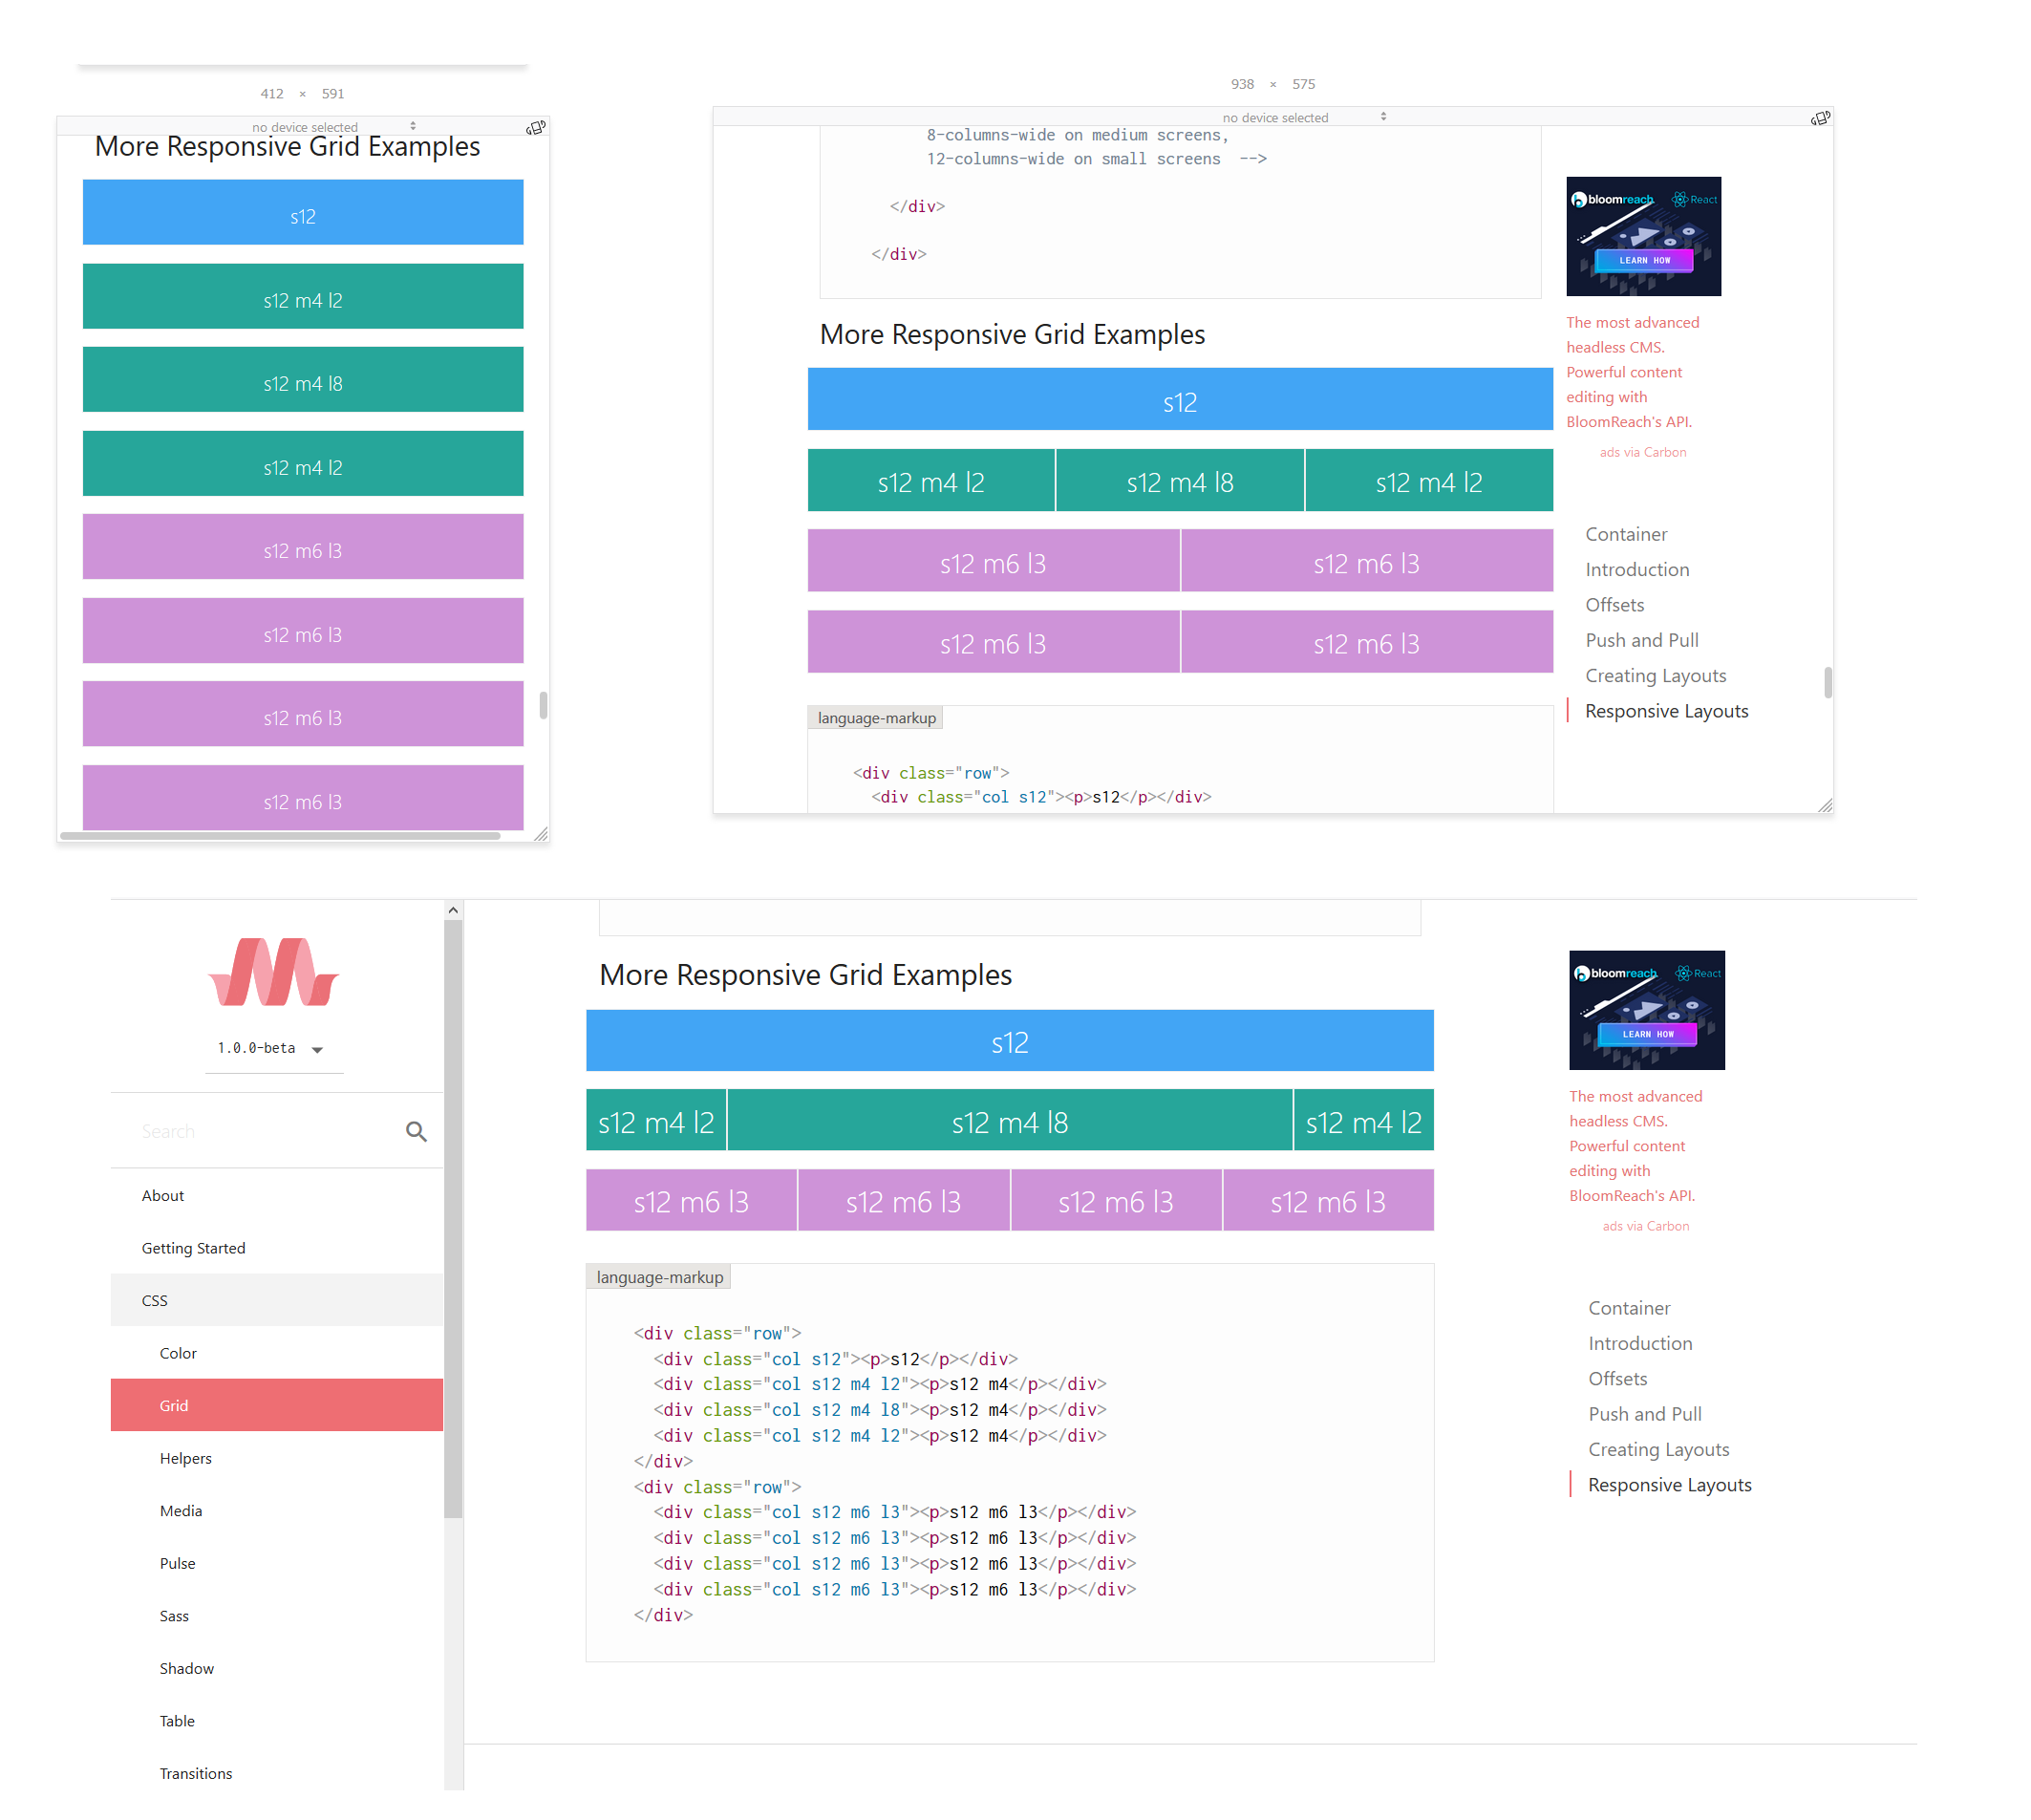 412 × 591
no device selected
More Responsive Grid Examples
s12
s12 m4 l2
s12 m4 l8
s12 m4 l2
s12 m6 l3
s12 m6 l3
s12 m6 l3
s12 m6 l3
938 × 575
no device selected
8-columns-wide on medium screens,
12-columns-wide on small screens -->
</div>
</div>
More Responsive Grid Examples
s12
s12 m4 l2 s12 m4 l8 s12 m4 l2
s12 m6 l3 s12 m6 l3
s12 m6 l3 s12 m6 l3
language-markup
<div class="row">
<div class="col s12"><p>s12</p></div>
bloomreach React
LEARN HOW
The most advanced
headless CMS.
Powerful content
editing with
BloomReach's API.
ads via Carbon
Container
Introduction
Offsets
Push and Pull
Creating Layouts
Responsive Layouts
1.0.0-beta
Search
About
Getting Started
CSS
Color
Grid
Helpers
Media
Pulse
Sass
Shadow
Table
Transitions
More Responsive Grid Examples
s12
s12 m4 l2 s12 m4 l8 s12 m4 l2
s12 m6 l3 s12 m6 l3 s12 m6 l3 s12 m6 l3
language-markup
<div class="row">
<div class="col s12"><p>s12</p></div>
<div class="col s12 m4 l2"><p>s12 m4</p></div>
<div class="col s12 m4 l8"><p>s12 m4</p></div>
<div class="col s12 m4 l2"><p>s12 m4</p></div>
</div>
<div class="row">
<div class="col s12 m6 l3"><p>s12 m6 l3</p></div>
<div class="col s12 m6 l3"><p>s12 m6 l3</p></div>
<div class="col s12 m6 l3"><p>s12 m6 l3</p></div>
<div class="col s12 m6 l3"><p>s12 m6 l3</p></div>
</div>
bloomreach React
LEARN HOW
The most advanced
headless CMS.
Powerful content
editing with
BloomReach's API.
ads via Carbon
Container
Introduction
Offsets
Push and Pull
Creating Layouts
Responsive Layouts